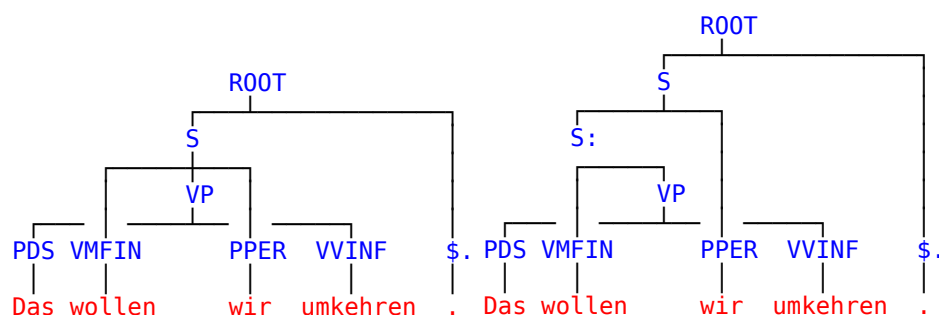 ROOT
S
VP
PDS VMFIN PPER VVINF $.
Das wollen wir umkehren .
ROOT
S
S:
VP
PDS VMFIN PPER VVINF $.
Das wollen wir umkehren .